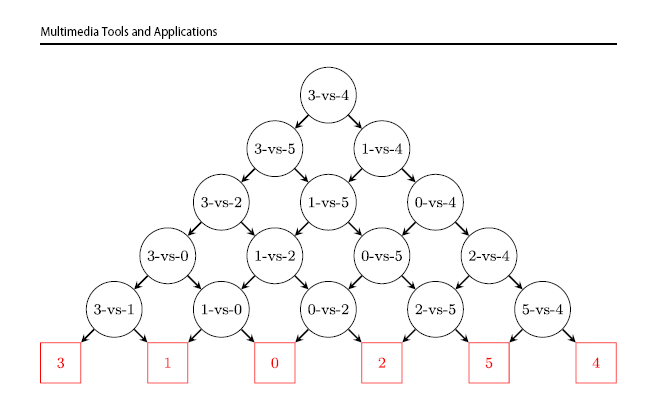 Multimedia Tools and Applications
3-vs-4
3-vs-5 1-vs-4
3-vs-2 1-vs-5 0-vs-4
3-vs-0 1-vs-2 0-vs-5 2-vs-4
3-vs-1 1-vs-0 0-vs-2 2-vs-5 5-vs-4
3 1 0 2 5 4